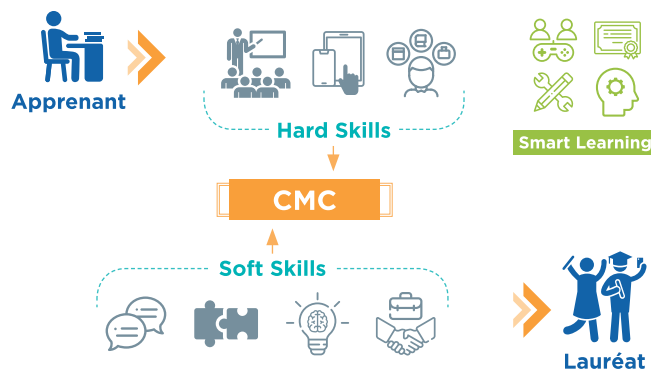 Apprenant
Hard Skills
Smart Learning
CMC
Soft Skills
Lauréat